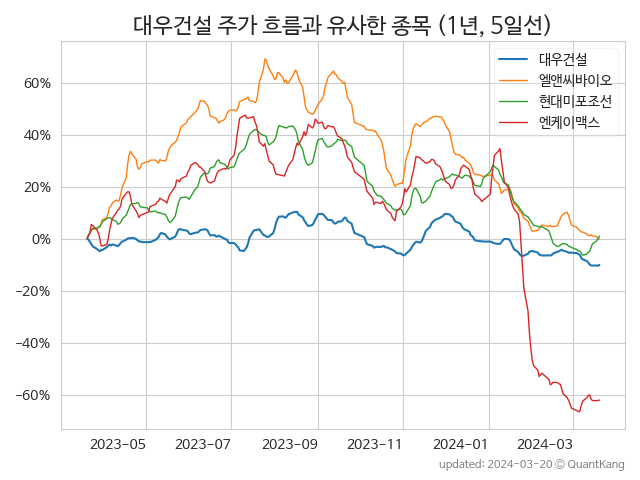 대우건설 주가 흐름과 유사한 종목 (1년, 5일선)
대우건설
엘앤씨바이오
현대미포조선
엔케이맥스
60%
40%
20%
0%
−20%
−40%
−60%
2023-05
2023-07
2023-09
2023-11
2024-01
2024-03
updated: 2024-03-20 © QuantKang